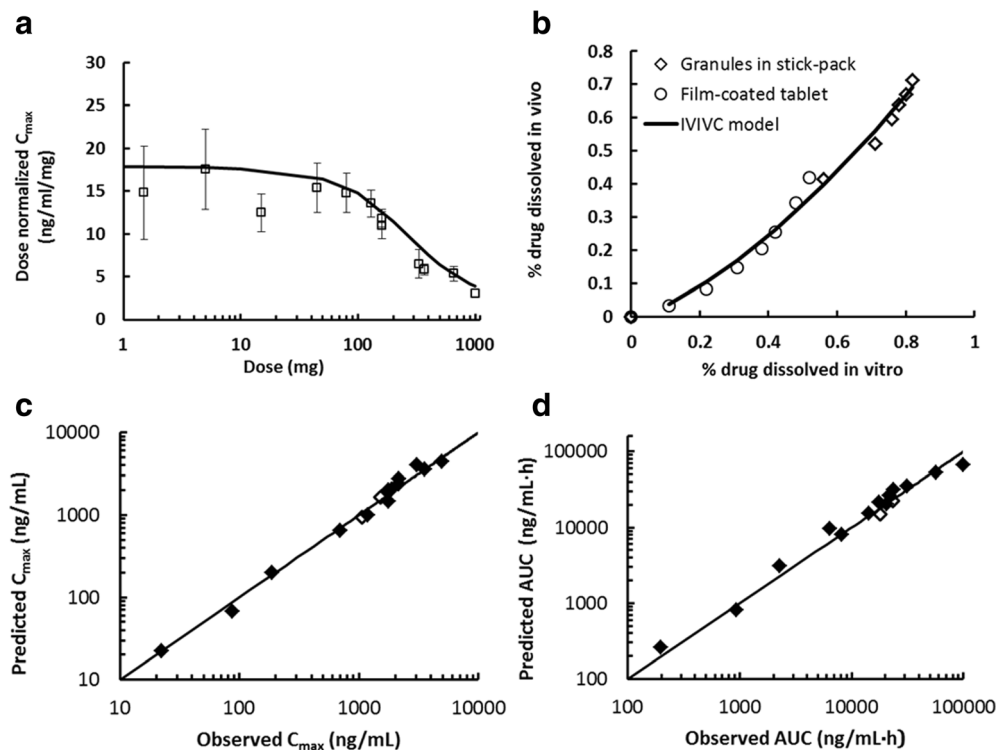 a
Dose normalized Cmax
(ng/ml/mg)
30
25
20
15
10
5
0
1
10
100
1000
Dose (mg)
b
% drug dissolved in vivo
0.8
0.7
0.6
0.5
0.4
0.3
0.2
0.1
0
Granules in stick-pack
Film-coated tablet
IVIVC model
0
0.2
0.4
0.6
0.8
1
% drug dissolved in vitro
c
Predicted Cmax (ng/mL)
10000
1000
100
10
10
100
1000
10000
Observed Cmax (ng/mL)
d
Predicted AUC (ng/mL·h)
100000
10000
1000
100
100
1000
10000
100000
Observed AUC (ng/mL·h)